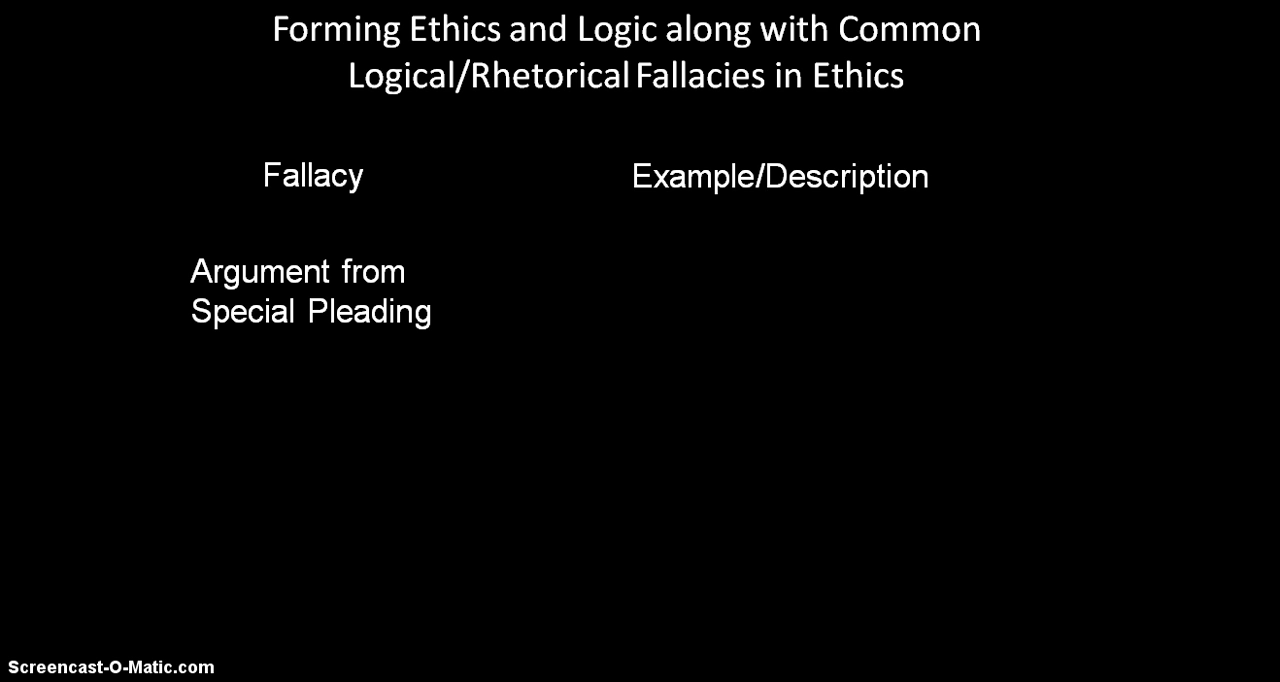 Forming Ethics and Logic along with Common
Logical/Rhetorical Fallacies in Ethics
Fallacy
Example/Description
Argument from
Special Pleading
Screencast-O-Matic.com